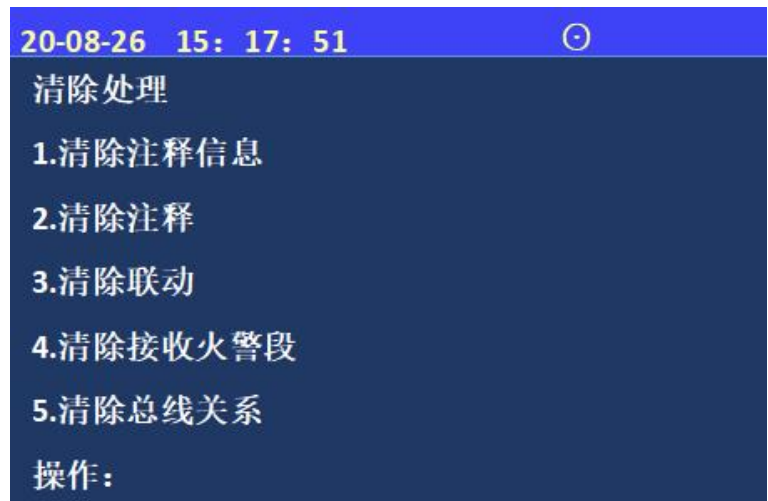 20-08-26 15：17：51
清除处理
1.清除注释信息
2.清除注释
3.清除联动
4.清除接收火警段
5.清除总线关系
操作：